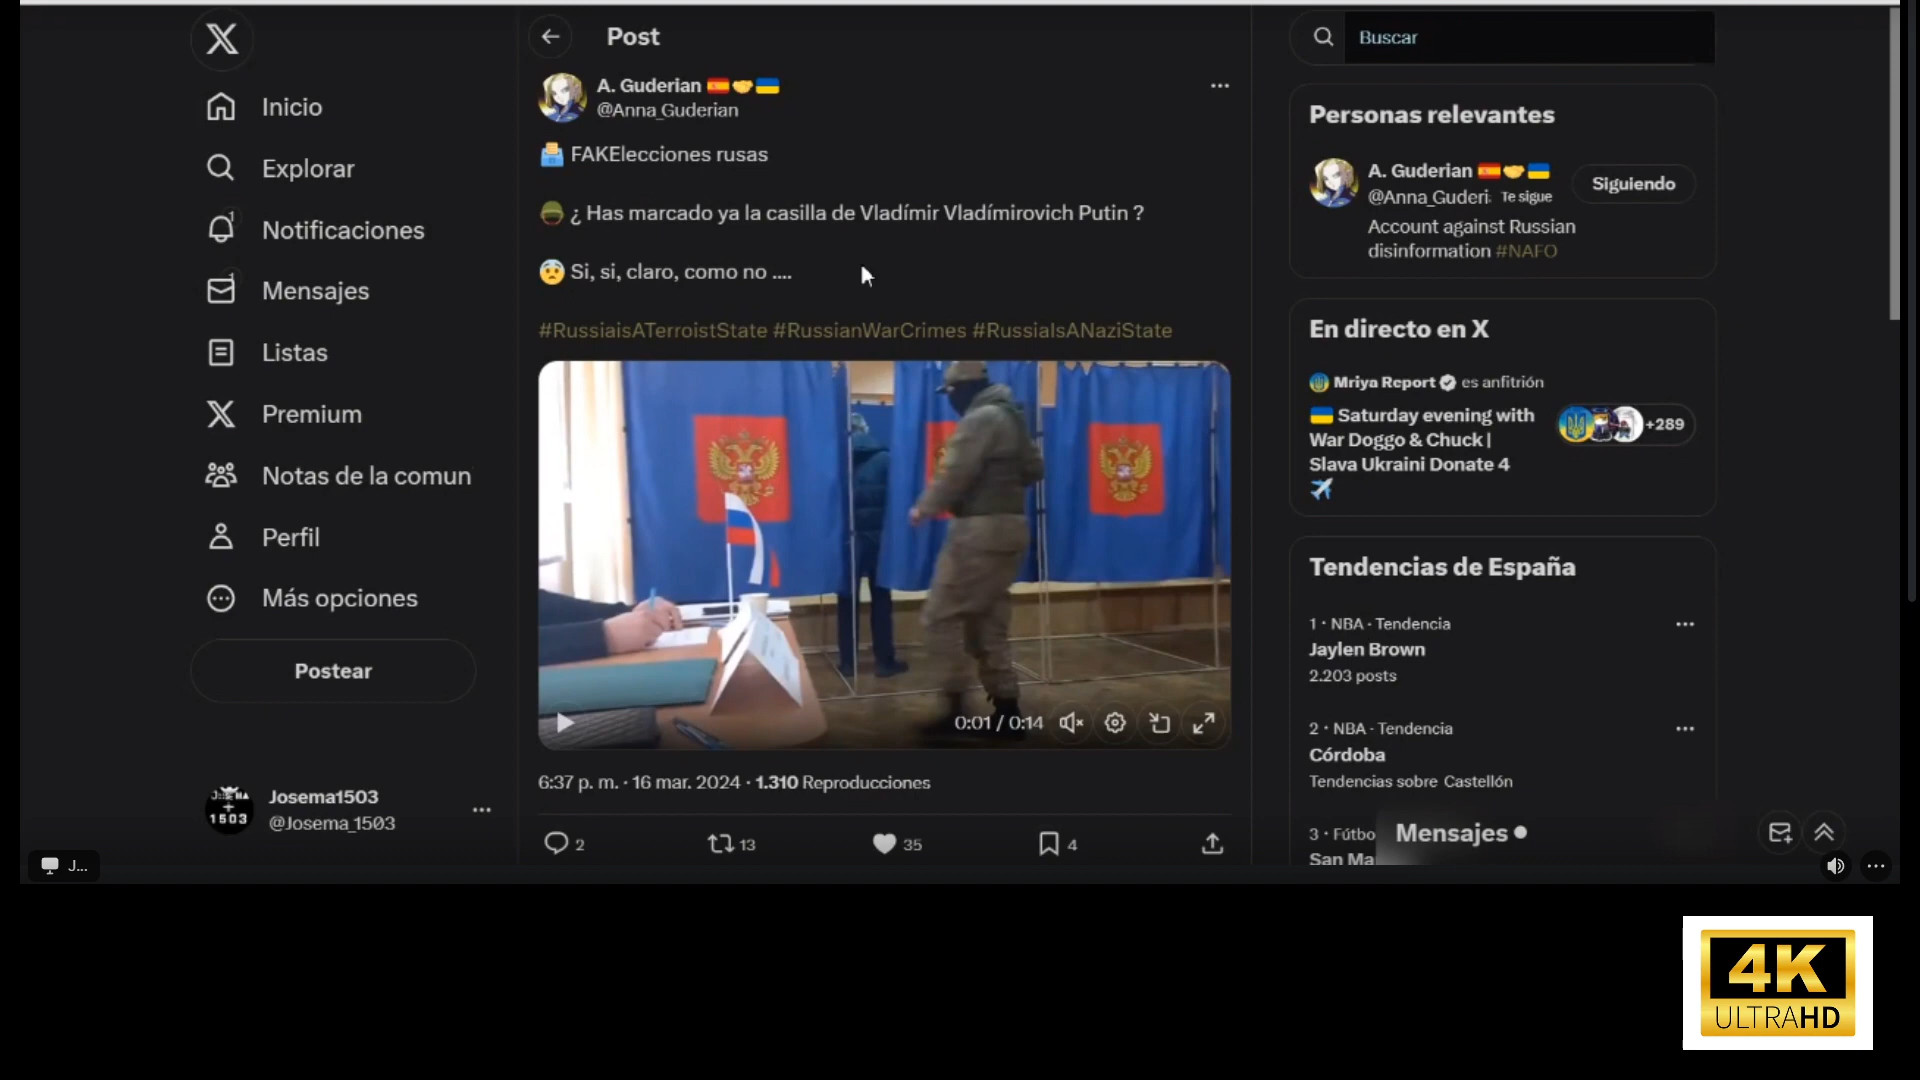 Inicio
Explorar
1
Notificaciones
1
Mensajes
Listas
Premium
Notas de la comun
Perfil
Más opciones
Postear
Josema1503
@Josema_1503
J...
Post
A. Guderian
@Anna_Guderian
FAKElecciones rusas
¿ Has marcado ya la casilla de Vladímir Vladímirovich Putin ?
Si, si, claro, como no ....
#RussiaisATerroistState #RussianWarCrimes #RussiaIsANaziState
0:01 / 0:14
6:37 p. m. · 16 mar. 2024 · 1.310 Reproducciones
2
13
35
4
Buscar
Personas relevantes
A. Guderian
Siguiendo
@Anna_Guderi Te sigue
Account against Russian
disinformation #NAFO
En directo en X
Mriya Report es anfitrión
Saturday evening with
War Doggo & Chuck |
Slava Ukraini Donate 4
+289
Tendencias de España
1 · NBA · Tendencia
Jaylen Brown
2.203 posts
2 · NBA · Tendencia
Córdoba
Tendencias sobre Castellón
3 · Fútbo
San Ma
Mensajes
4K
ULTRAHD